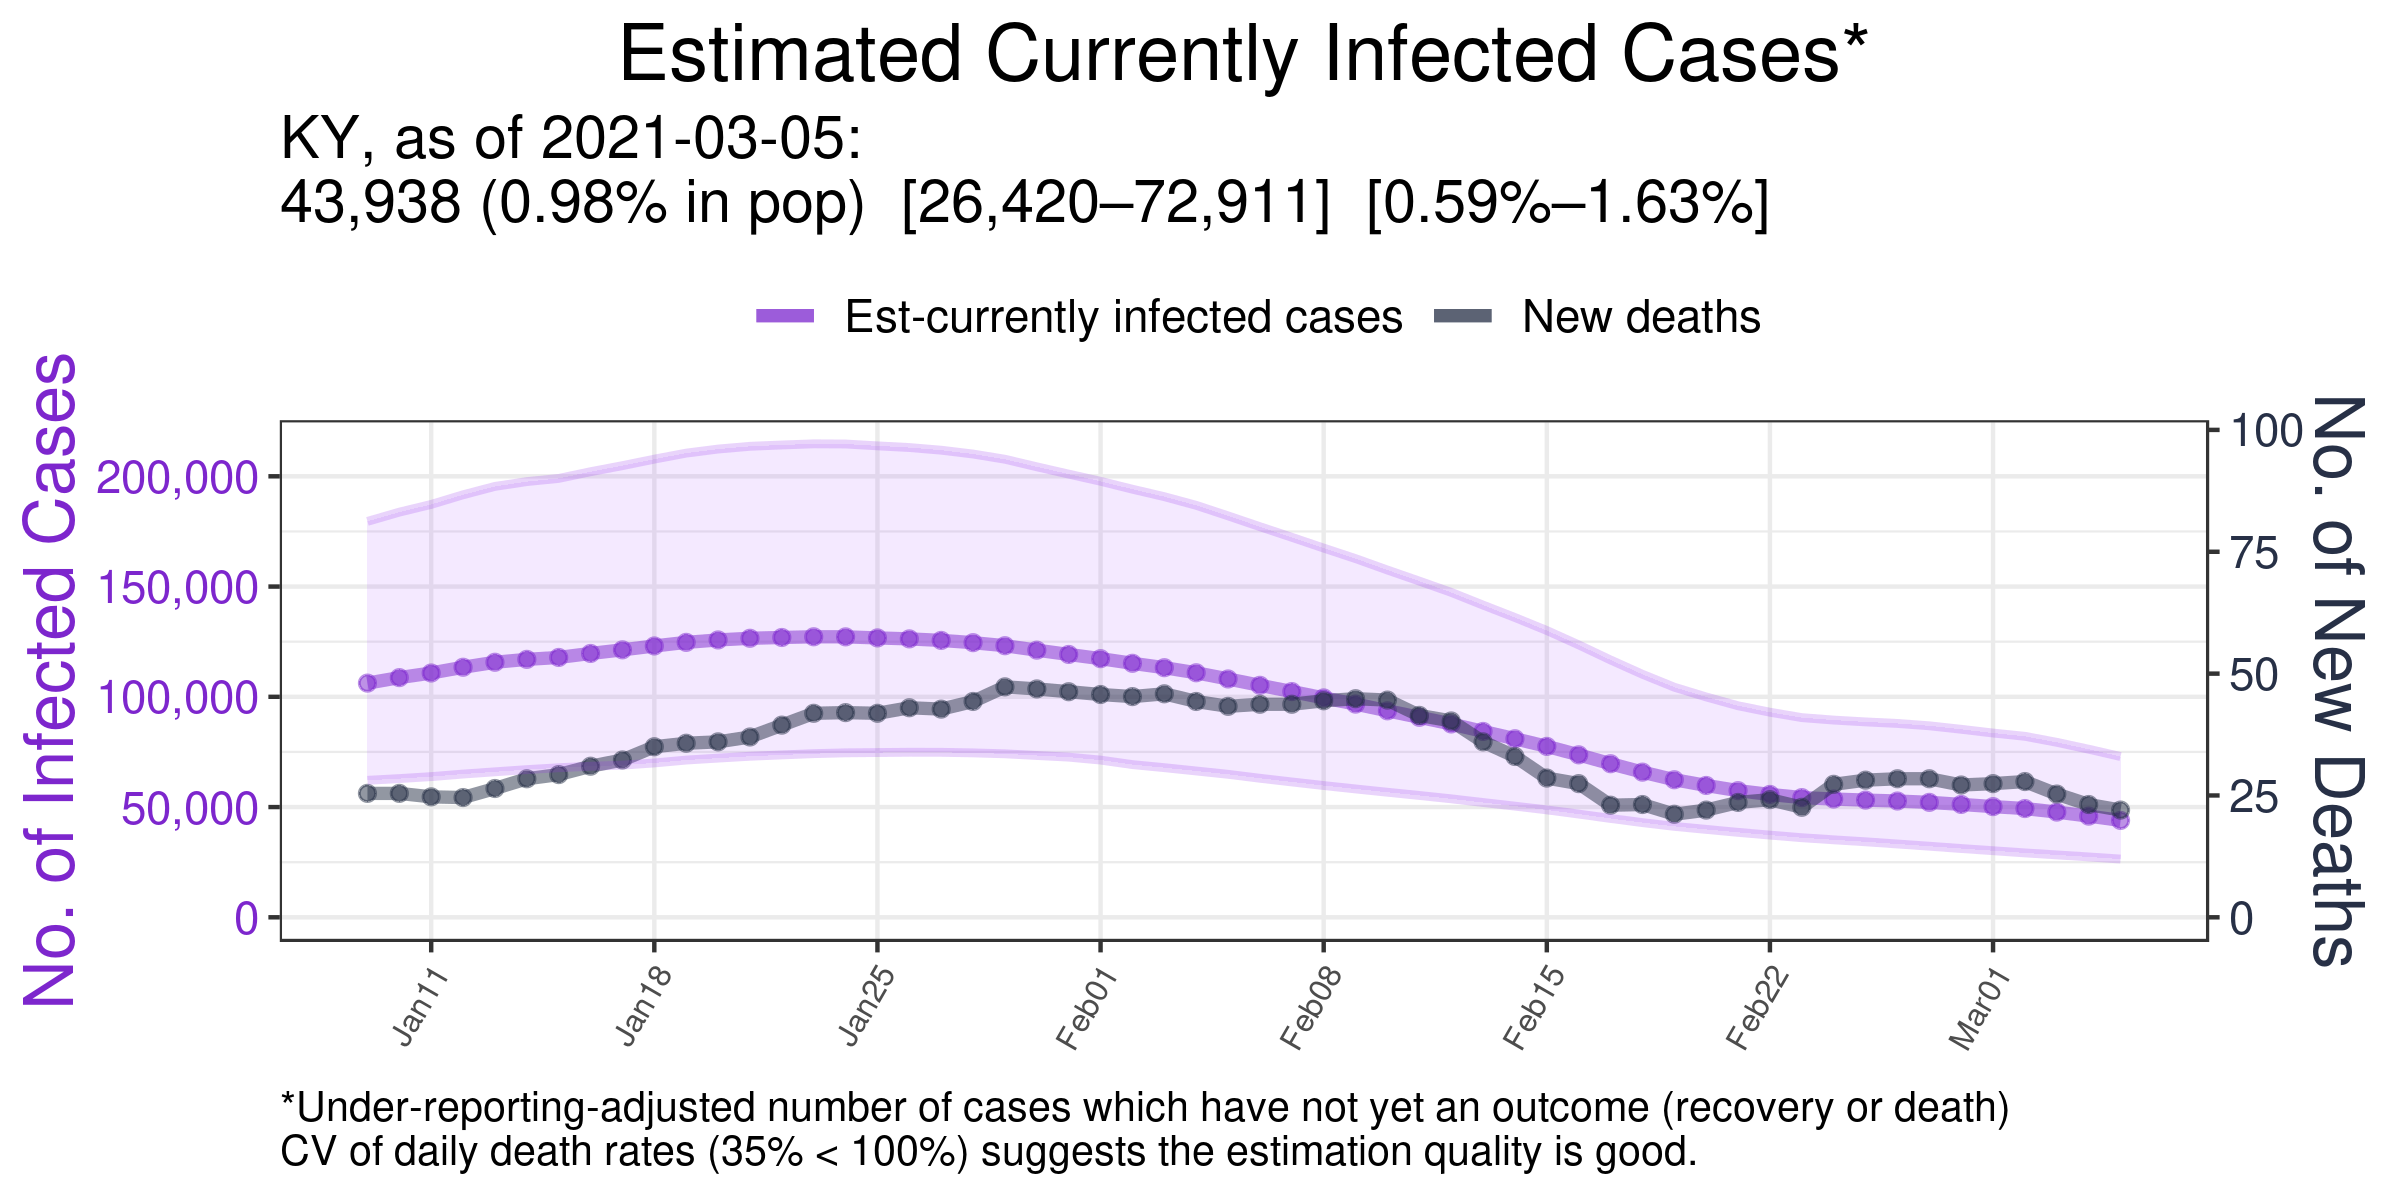 Estimated Currently Infected Cases*
KY, as of 2021-03-05:
43,938 (0.98% in pop)  [26,420–72,911]  [0.59%–1.63%]
Est-currently infected cases
New deaths
No. of Infected Cases
200,000
150,000
100,000
50,000
0
100
75
50
25
0
No. of New Deaths
Jan11
Jan18
Jan25
Feb01
Feb08
Feb15
Feb22
Mar01
*Under-reporting-adjusted number of cases which have not yet an outcome (recovery or death)
CV of daily death rates (35% < 100%) suggests the estimation quality is good.